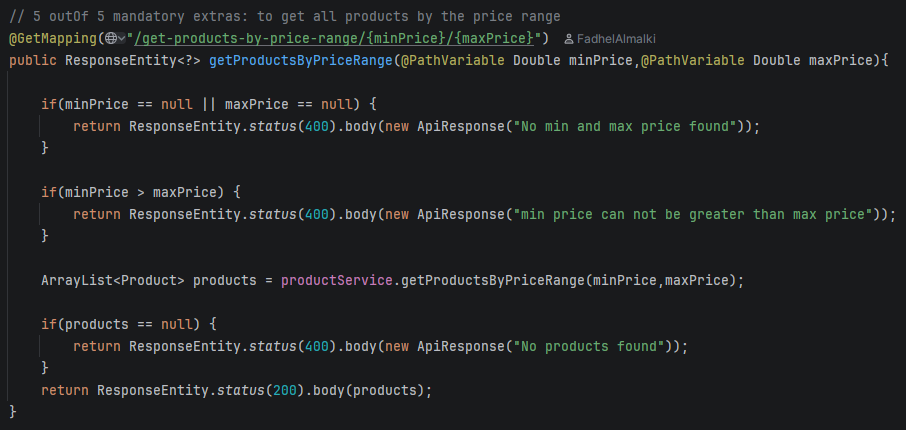 // 5 outOf 5 mandatory extras: to get all products by the price range
@GetMapping("/get-products-by-price-range/{minPrice}/{maxPrice}") FadhelAlmalki
public ResponseEntity<?> getProductsByPriceRange(@PathVariable Double minPrice,@PathVariable Double maxPrice){
if(minPrice == null || maxPrice == null) {
return ResponseEntity.status(400).body(new ApiResponse("No min and max price found"));
}
if(minPrice > maxPrice) {
return ResponseEntity.status(400).body(new ApiResponse("min price can not be greater than max price"));
}
ArrayList<Product> products = productService.getProductsByPriceRange(minPrice,maxPrice);
if(products == null) {
return ResponseEntity.status(400).body(new ApiResponse("No products found"));
}
return ResponseEntity.status(200).body(products);
}